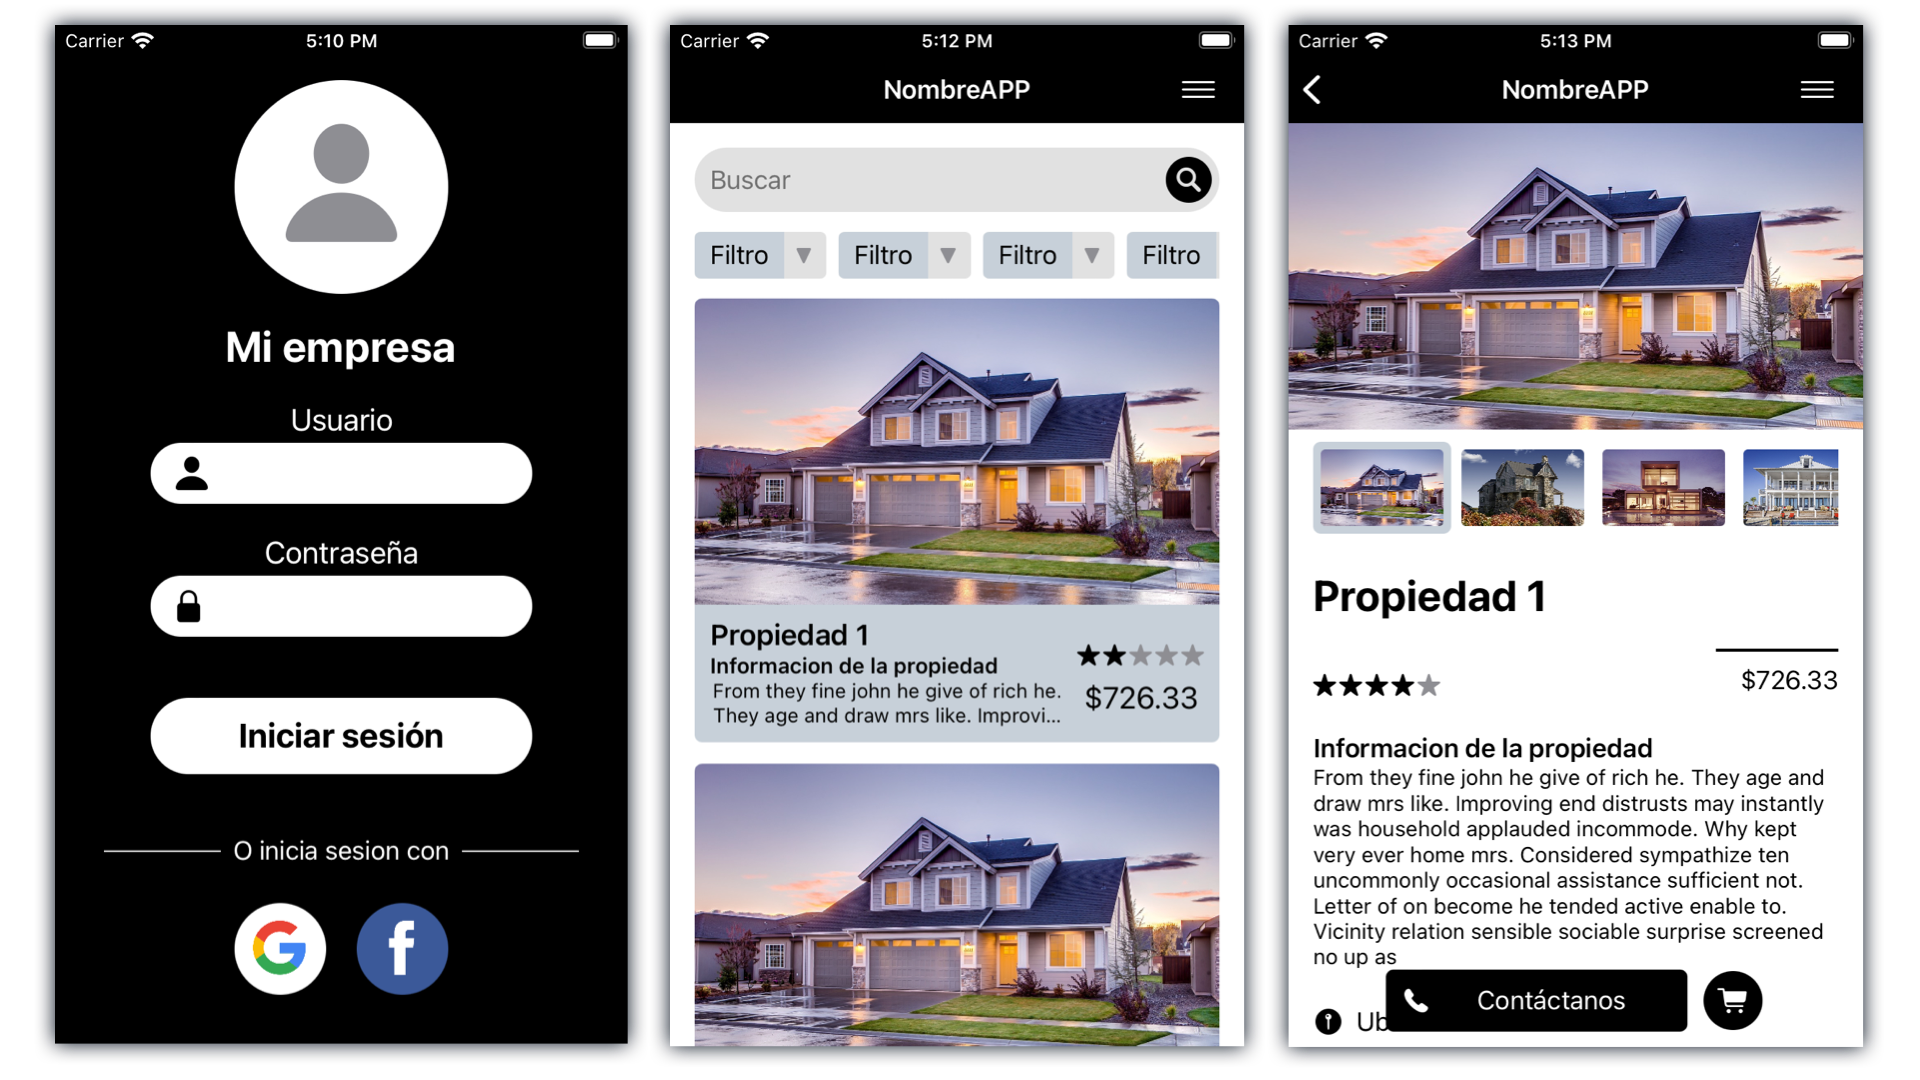 Carrier 5:10 PM
Mi empresa
Usuario
Contraseña
Iniciar sesión
O inicia sesion con
G f
Carrier 5:12 PM
NombreAPP
Buscar
Filtro Filtro Filtro Filtro
Propiedad 1
Informacion de la propiedad
From they fine john he give of rich he.
They age and draw mrs like. Improvi...
$726.33
Carrier 5:13 PM
NombreAPP
Propiedad 1
$726.33
Informacion de la propiedad
From they fine john he give of rich he. They age and
draw mrs like. Improving end distrusts may instantly
was household applauded incommode. Why kept
very ever home mrs. Considered sympathize ten
uncommonly occasional assistance sufficient not.
Letter of on become he tended active enable to.
Vicinity relation sensible sociable surprise screened
no up as
Contáctanos
Ub